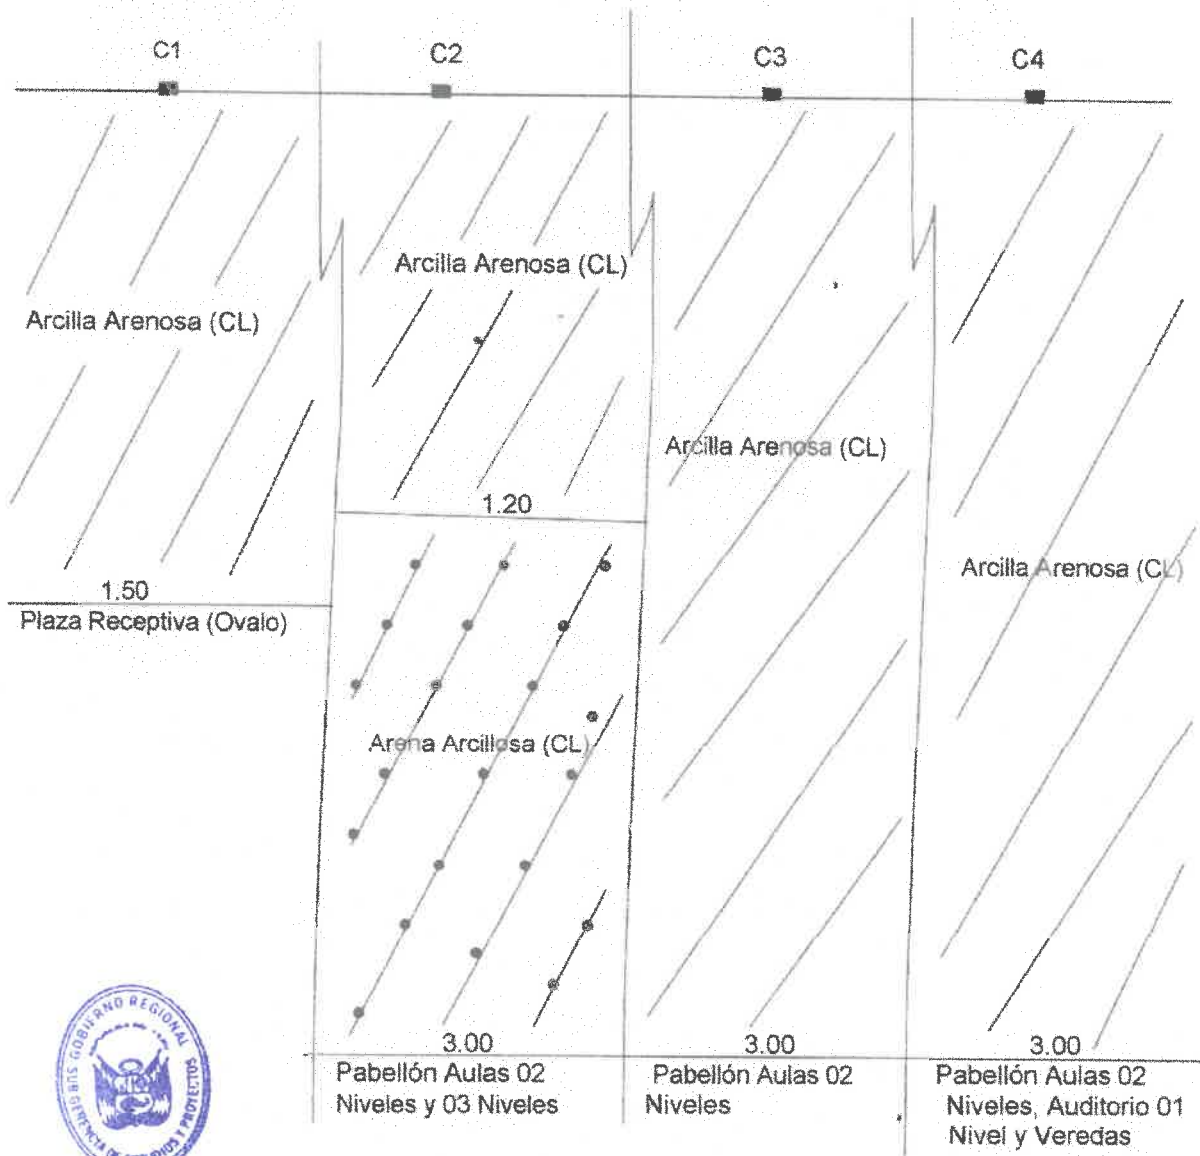 C1
C2
C3
C4
Arcilla Arenosa (CL)
Arcilla Arenosa (CL)
Arcilla Arenosa (CL)
Arcilla Arenosa (CL)
1.20
1.50
Plaza Receptiva (Ovalo)
Arena Arcillosa (CL)
3.00
Pabellón Aulas 02
Niveles y 03 Niveles
3.00
Pabellón Aulas 02
Niveles
3.00
Pabellón Aulas 02
Niveles, Auditorio 01
Nivel y Veredas
GOBIERNO REGIONAL